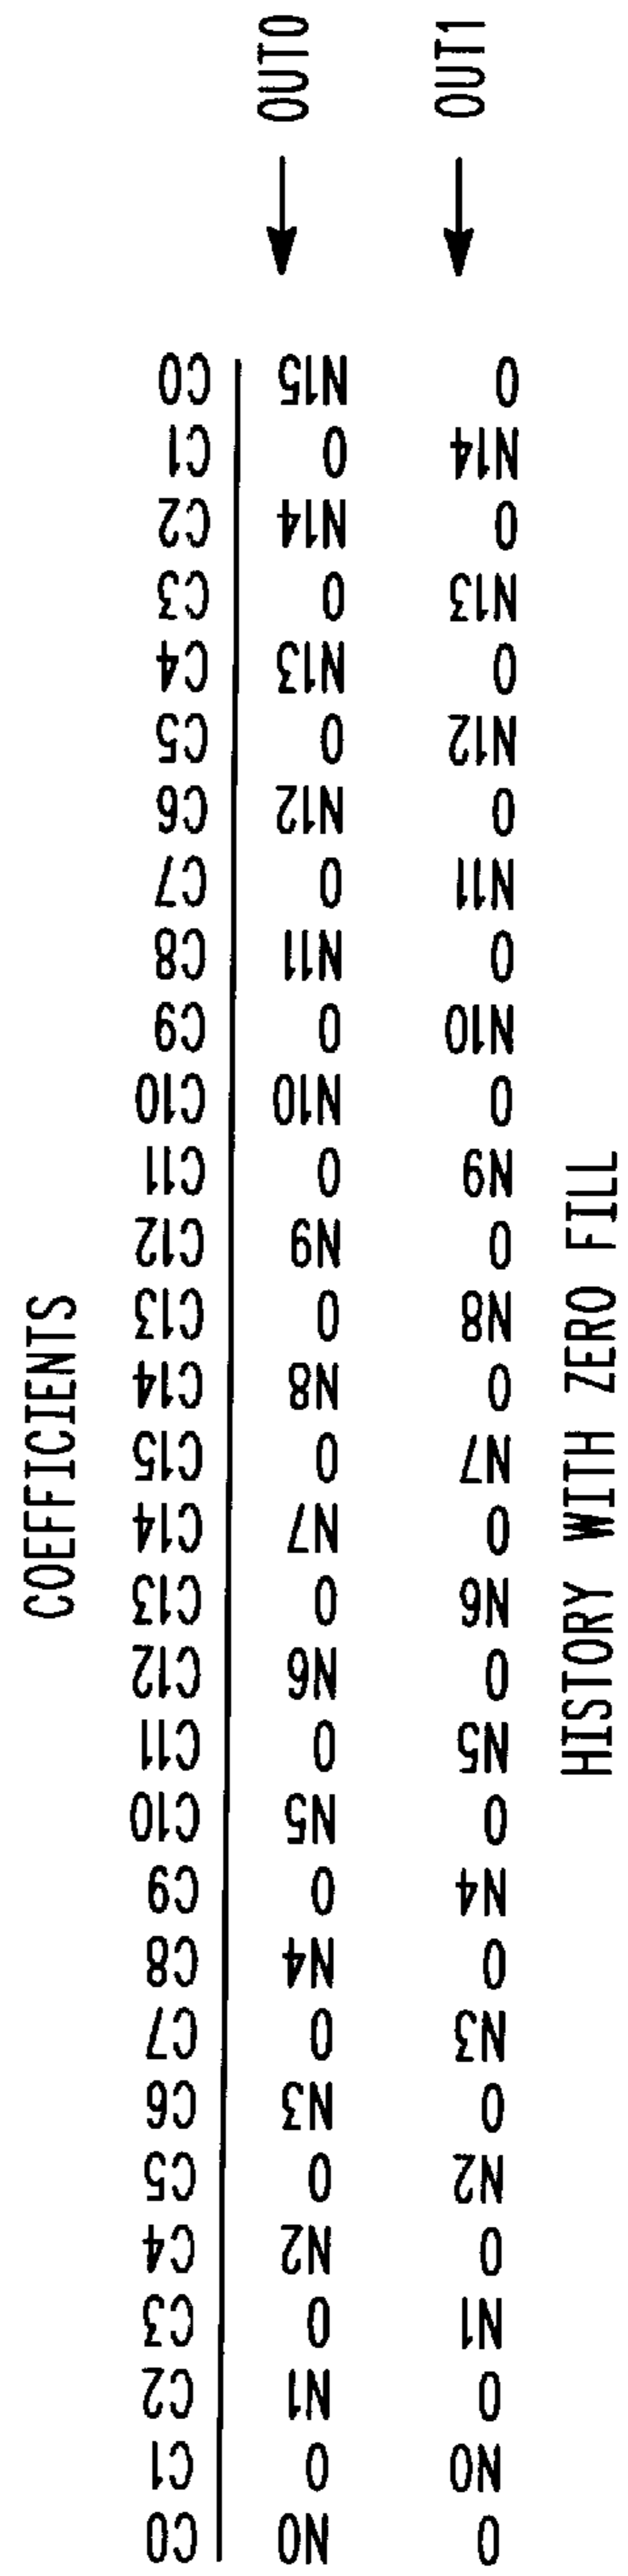 COEFFICIENTS
C0 C1 C2 C3 C4 C5 C6 C7 C8 C9 C10 C11 C12 C13 C14 C15 C14 C13 C12 C11 C10 C9 C8 C7 C6 C5 C4 C3 C2 C1 C0
N0 0 N1 0 N2 0 N3 0 N4 0 N5 0 N6 0 N7 0 N8 0 N9 0 N10 0 N11 0 N12 0 N13 0 N14 0 N15 ← OUT0
0 N0 0 N1 0 N2 0 N3 0 N4 0 N5 0 N6 0 N7 0 N8 0 N9 0 N10 0 N11 0 N12 0 N13 0 N14 0 ← OUT1
HISTORY WITH ZERO FILL